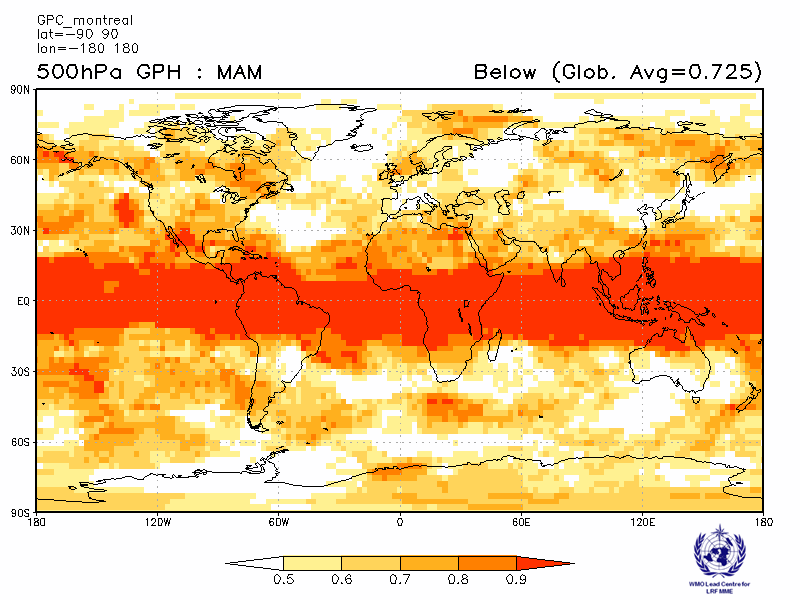 GPC_montreal
lat=-90 90
lon=-180 180
500hPa GPH : MAM Below (Glob. Avg=0.725)
90N
60N
30N
EQ
30S
60S
90S
180 120W 60W 0 60E 120E 180
0.5 0.6 0.7 0.8 0.9
WMO Lead Centre for
LRF MME